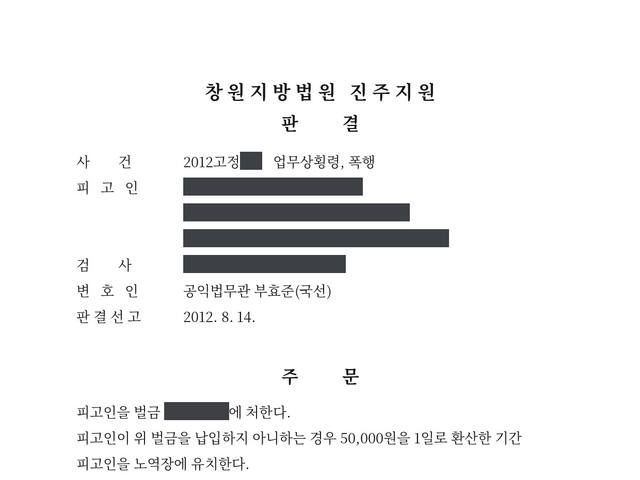 창원지방법원 진주지원
판 결
사 건 2012고정 업무상횡령, 폭행
피 고 인
검 사
변 호 인 공익법무관 부효준(국선)
판결선고 2012. 8. 14.
주 문
피고인을 벌금 에 처한다.
피고인이 위 벌금을 납입하지 아니하는 경우 50,000원을 1일로 환산한 기간
피고인을 노역장에 유치한다.